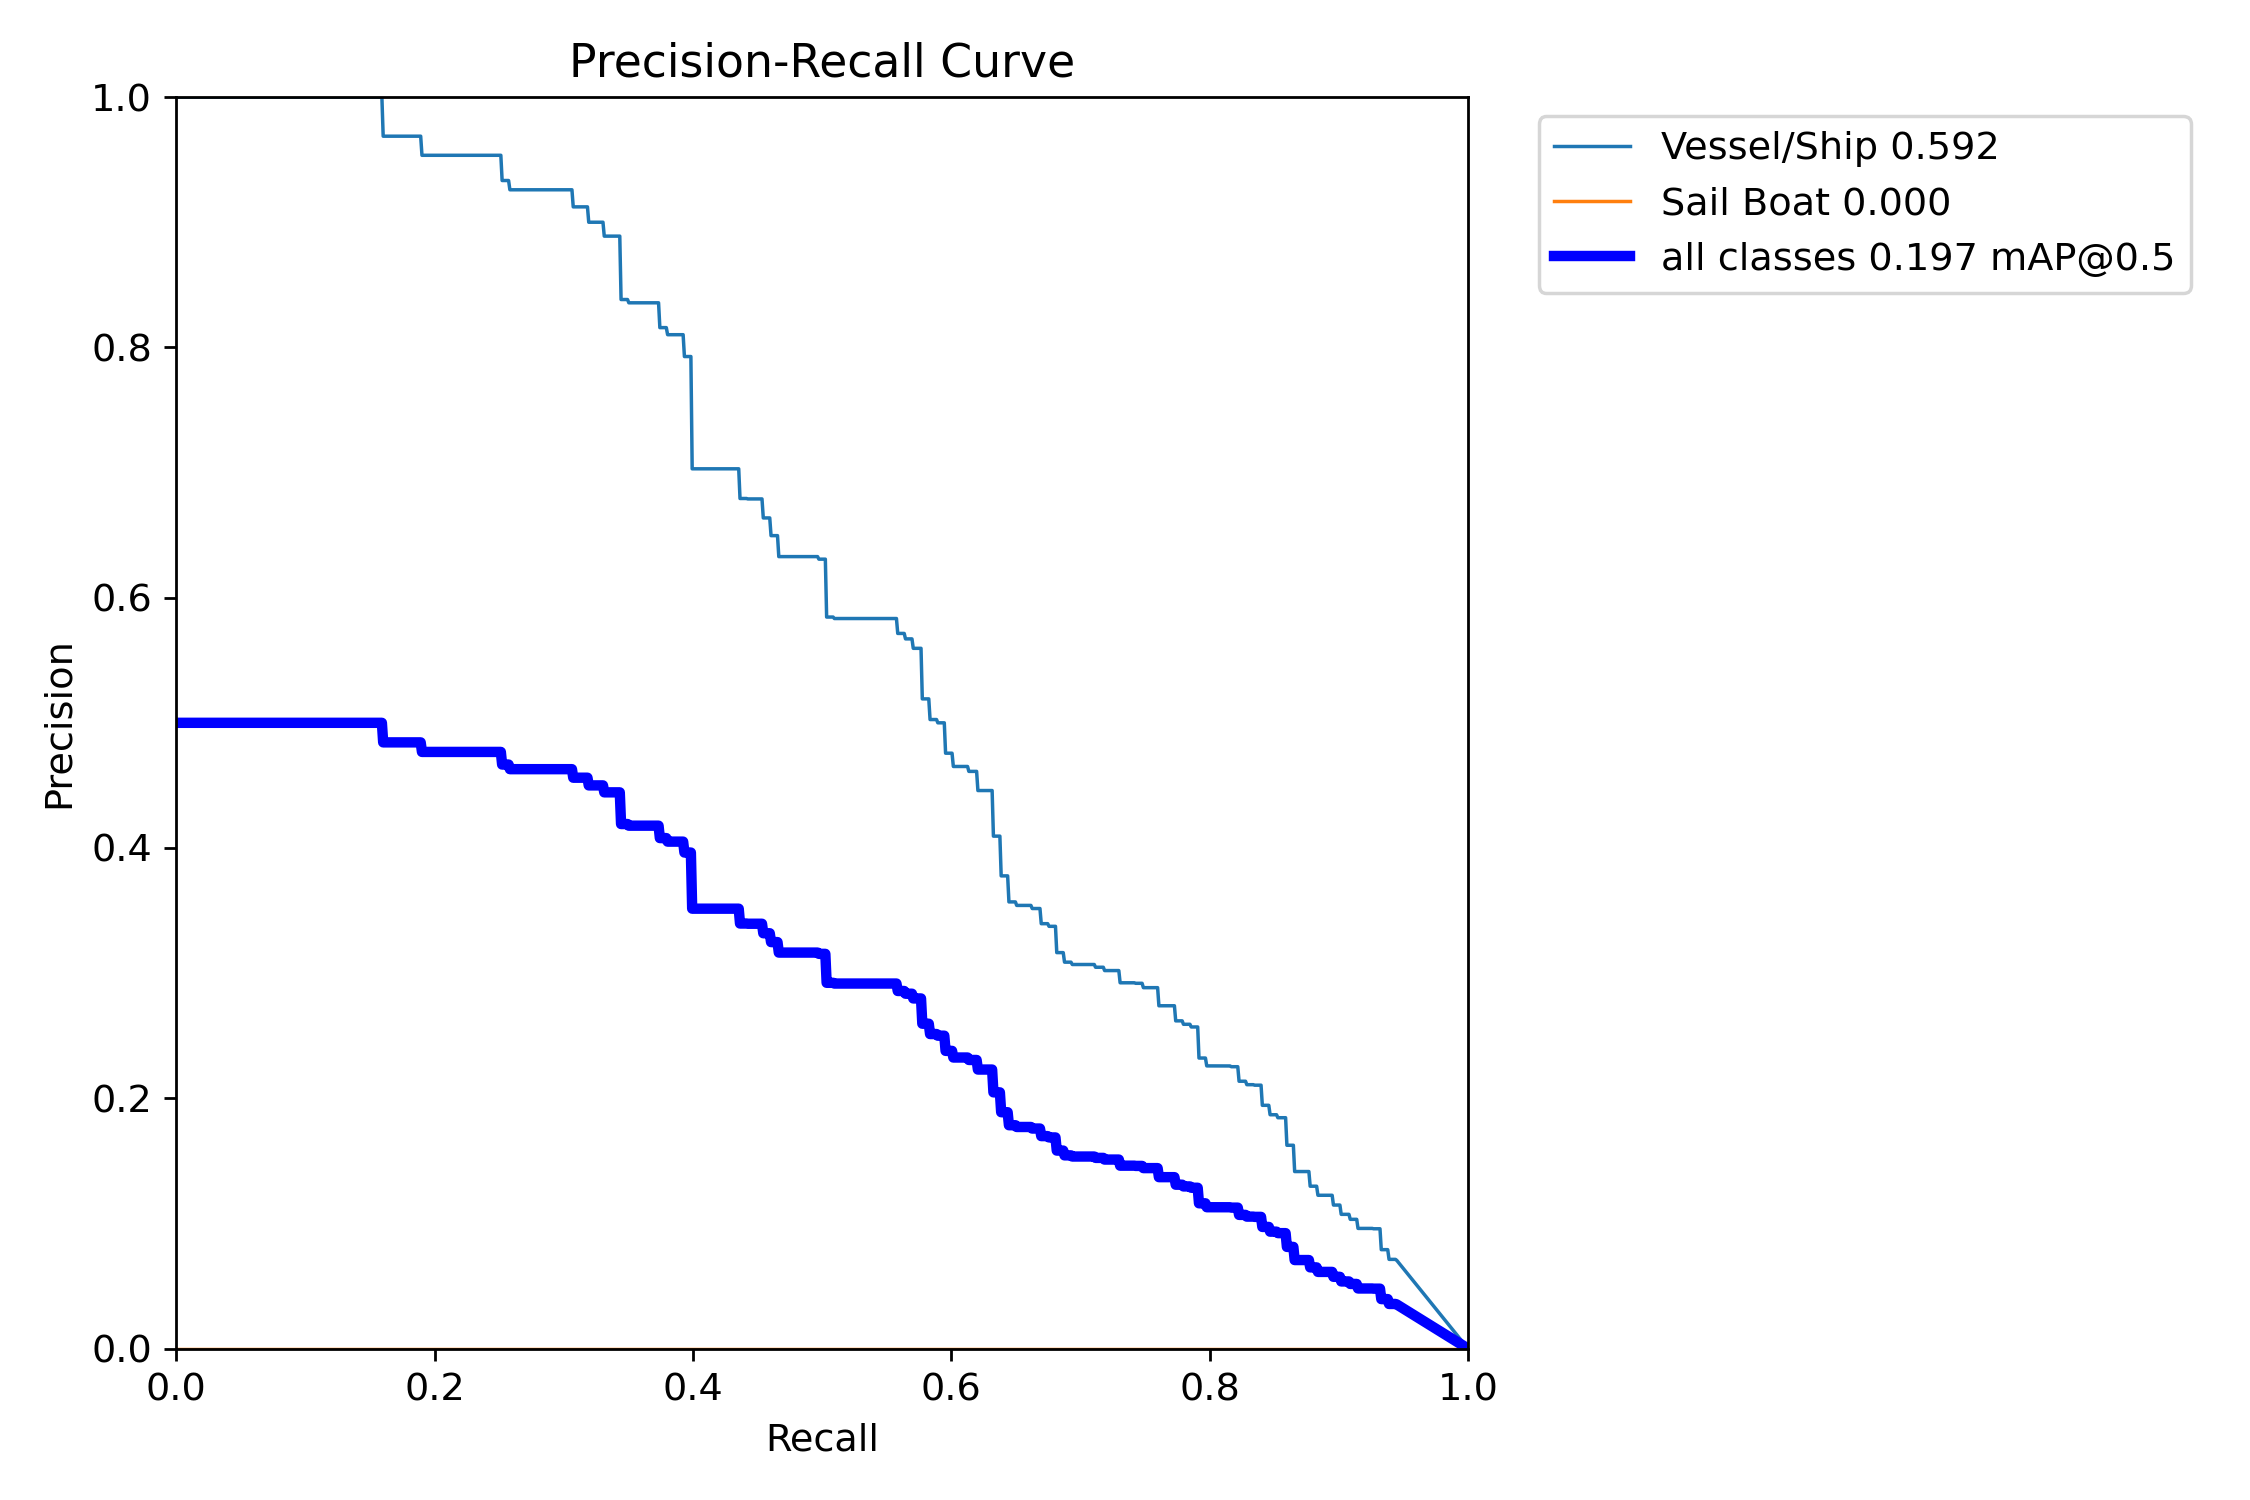 Precision-Recall Curve
1.0
0.8
0.6
0.4
0.2
0.0
Precision
0.0 0.2 0.4 0.6 0.8 1.0
Recall
Vessel/Ship 0.592
Sail Boat 0.000
all classes 0.197 mAP@0.5